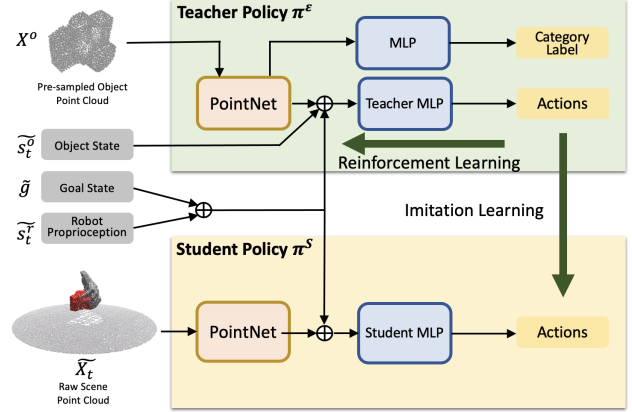 Teacher Policy π^ε
X^o
Pre-sampled Object
Point Cloud
MLP
Category
Label
PointNet
⊕
Teacher MLP
Actions
s̃_t^o
Object State
Reinforcement Learning
g̃
Goal State
⊕
Imitation Learning
s̃_t^r
Robot
Proprioception
Student Policy π^S
PointNet
⊕
Student MLP
Actions
X̃_t
Raw Scene
Point Cloud